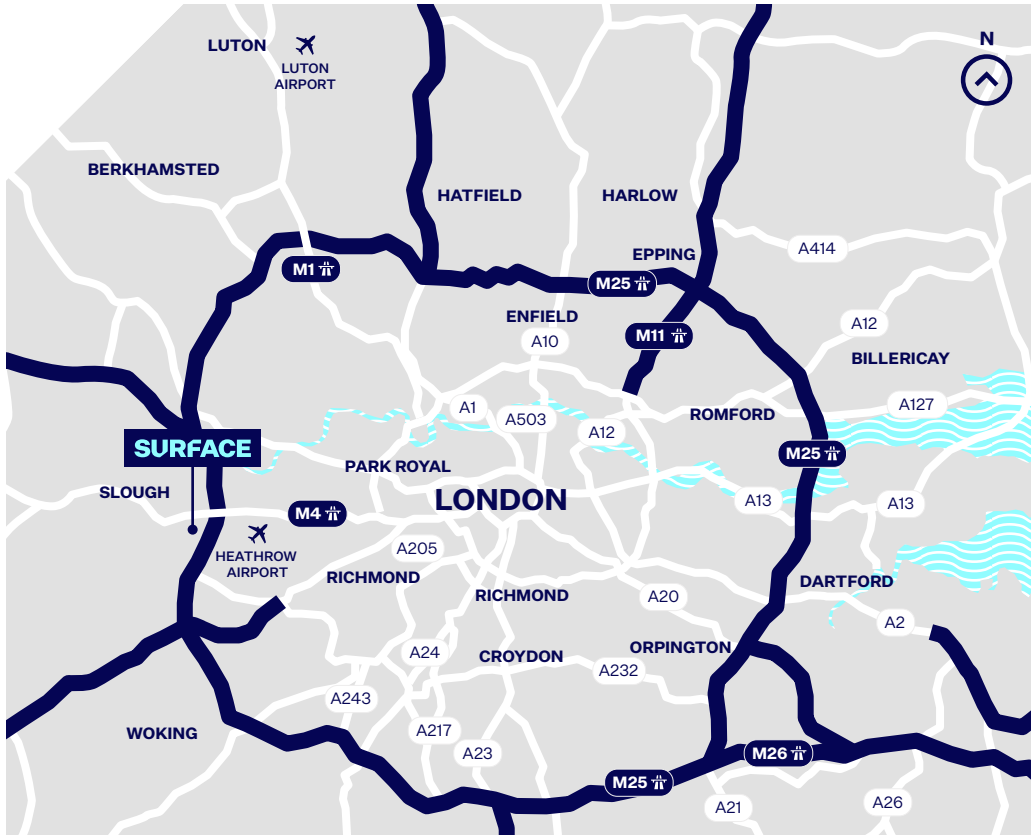 N
LUTON
LUTON
AIRPORT
BERKHAMSTED
HATFIELD
HARLOW
A414
EPPING
M1
M25
ENFIELD
A10
M11
A12
BILLERICAY
A1
A503
A12
ROMFORD
A127
SURFACE
PARK ROYAL
M25
SLOUGH
LONDON
M4
A13
A13
HEATHROW
AIRPORT
A205
RICHMOND
RICHMOND
A20
DARTFORD
A2
A24
CROYDON
ORPINGTON
A232
A243
WOKING
A217
A23
M26
M25
A21
A26